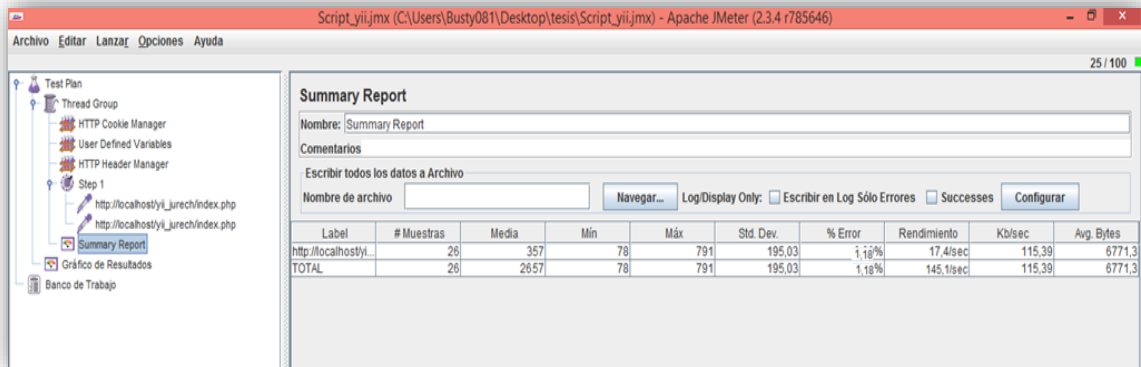 Script_yii.jmx (C:\Users\Busty081\Desktop\tesis\Script_yii.jmx) - Apache JMeter (2.3.4 r785646)
Archivo Editar Lanzar Opciones Ayuda
25 / 100
Test Plan
Thread Group
HTTP Cookie Manager
User Defined Variables
HTTP Header Manager
Step 1
http://localhost/yii_jurech/index.php
http://localhost/yii_jurech/index.php
Summary Report
Gráfico de Resultados
Banco de Trabajo
Summary Report
Nombre: Summary Report
Comentarios
Escribir todos los datos a Archivo
Nombre de archivo Navegar... Log/Display Only: Escribir en Log Sólo Errores Successes Configurar
Label # Muestras Media Mín Máx Std. Dev. % Error Rendimiento Kb/sec Avg. Bytes
http://localhost/yi... 26 357 78 791 195,03 1,18% 17,4/sec 115,39 6771,3
TOTAL 26 2657 78 791 195,03 1,18% 145,1/sec 115,39 6771,3